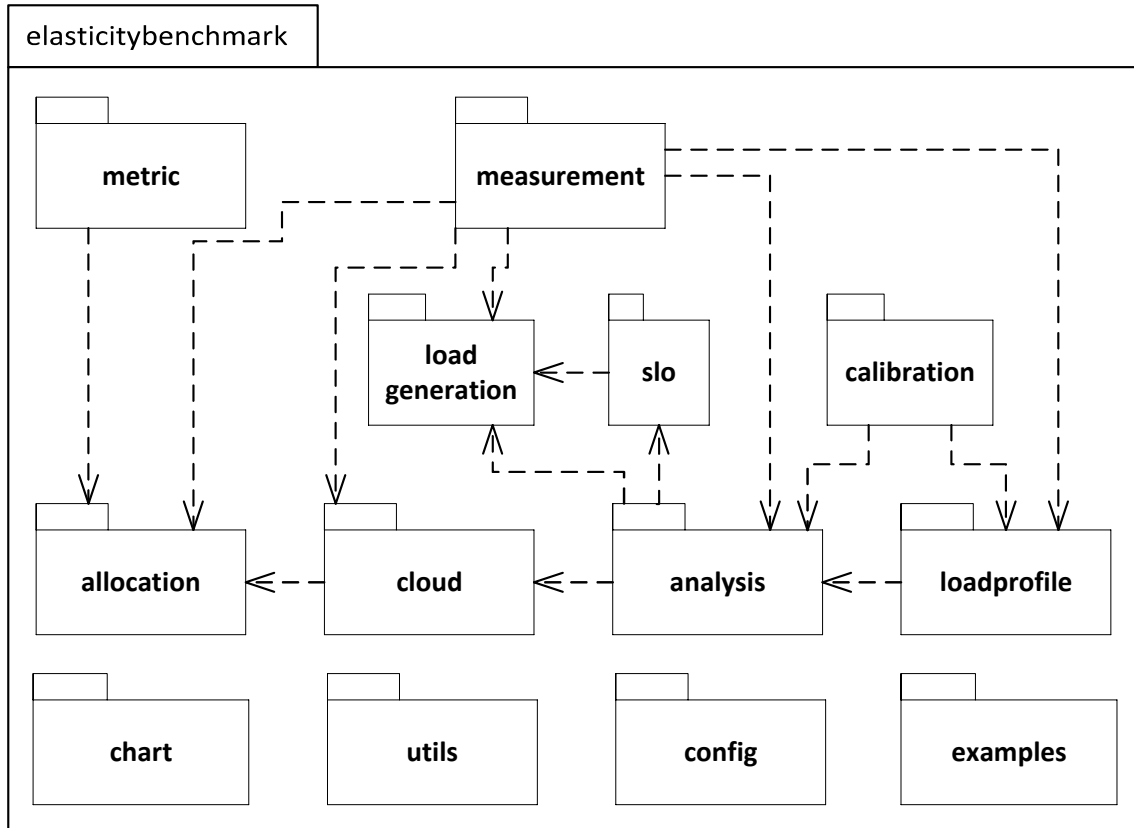 elasticitybenchmark
metric
measurement
load
generation
slo
calibration
allocation
cloud
analysis
loadprofile
chart
utils
config
examples